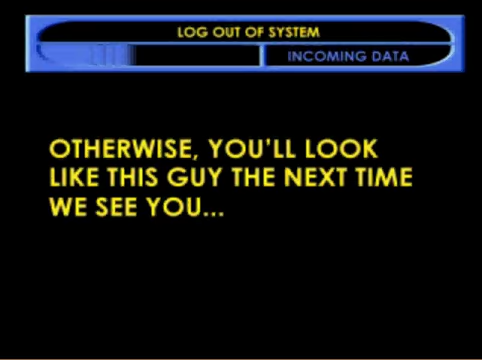 LOG OUT OF SYSTEM
INCOMING DATA
OTHERWISE, YOU'LL LOOK
LIKE THIS GUY THE NEXT TIME
WE SEE YOU...